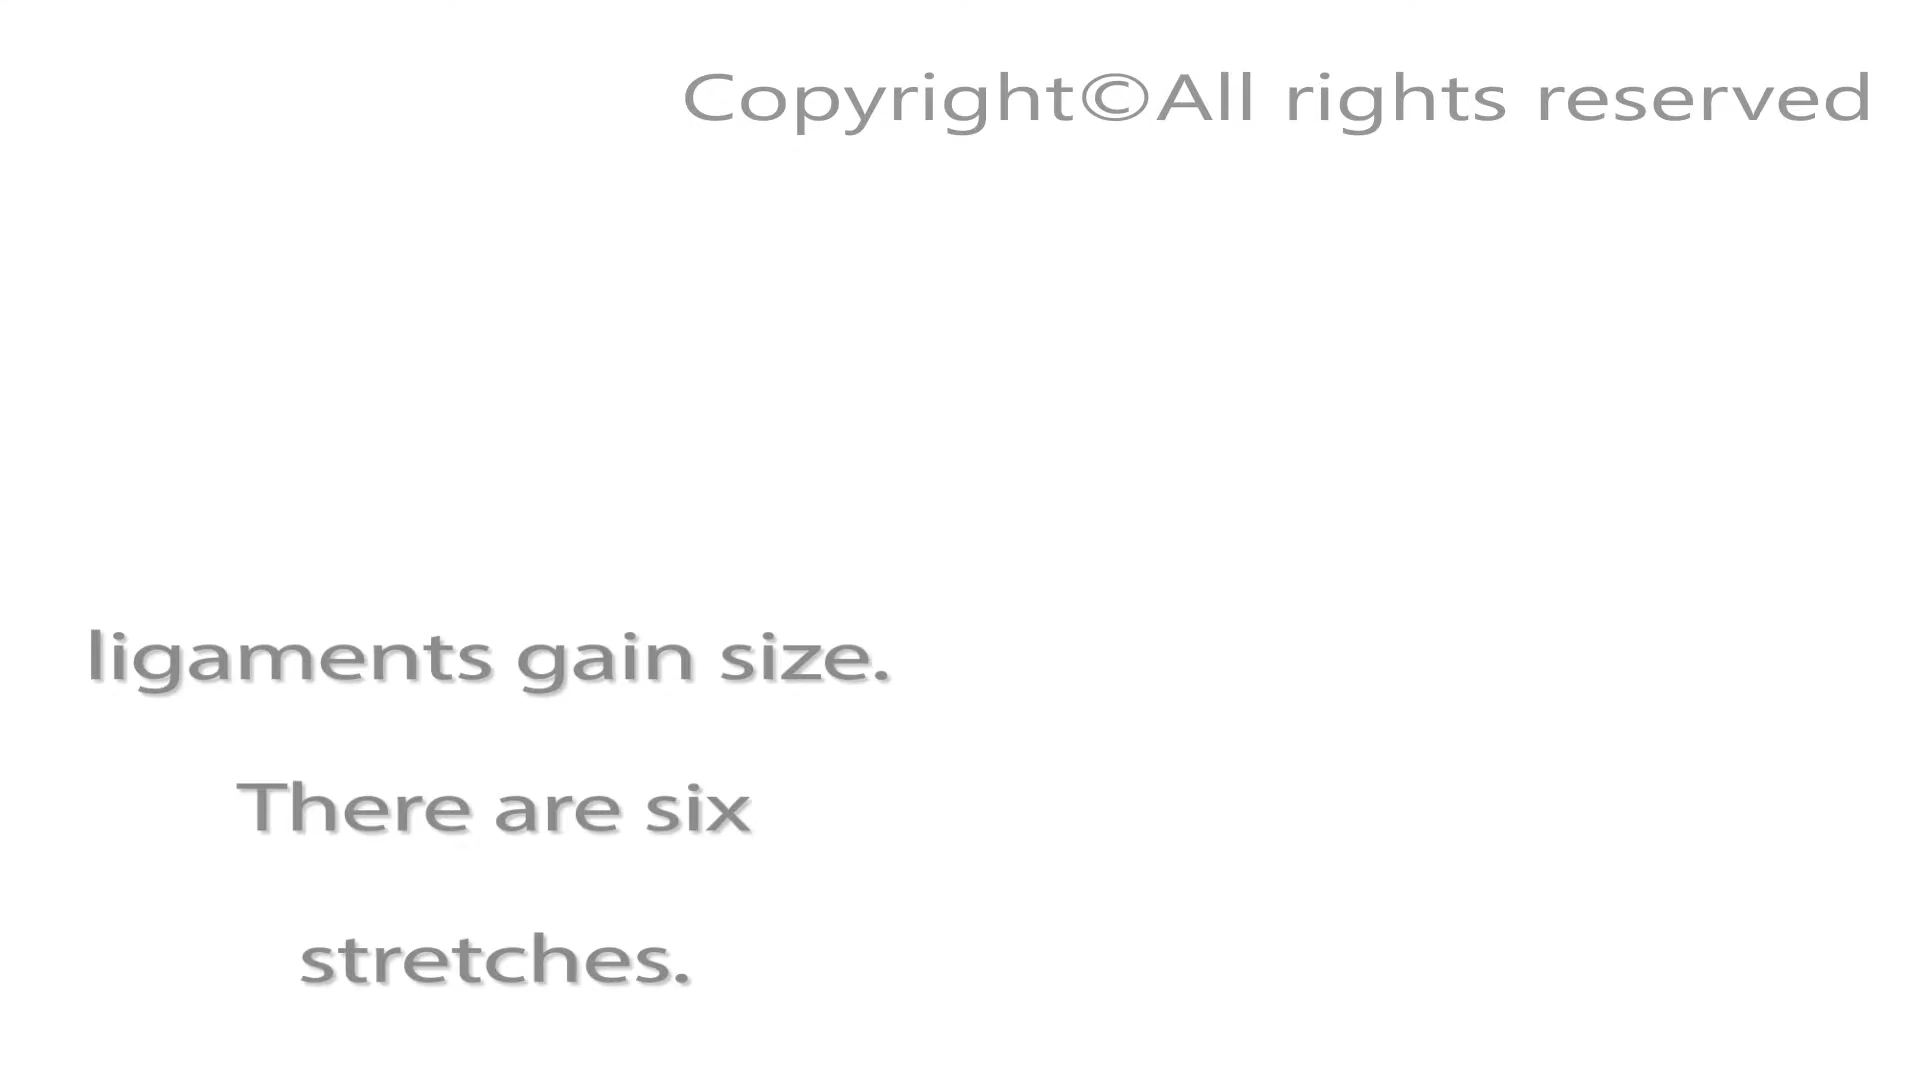 Copyright©All rights reserved
ligaments gain size.
There are six
stretches.